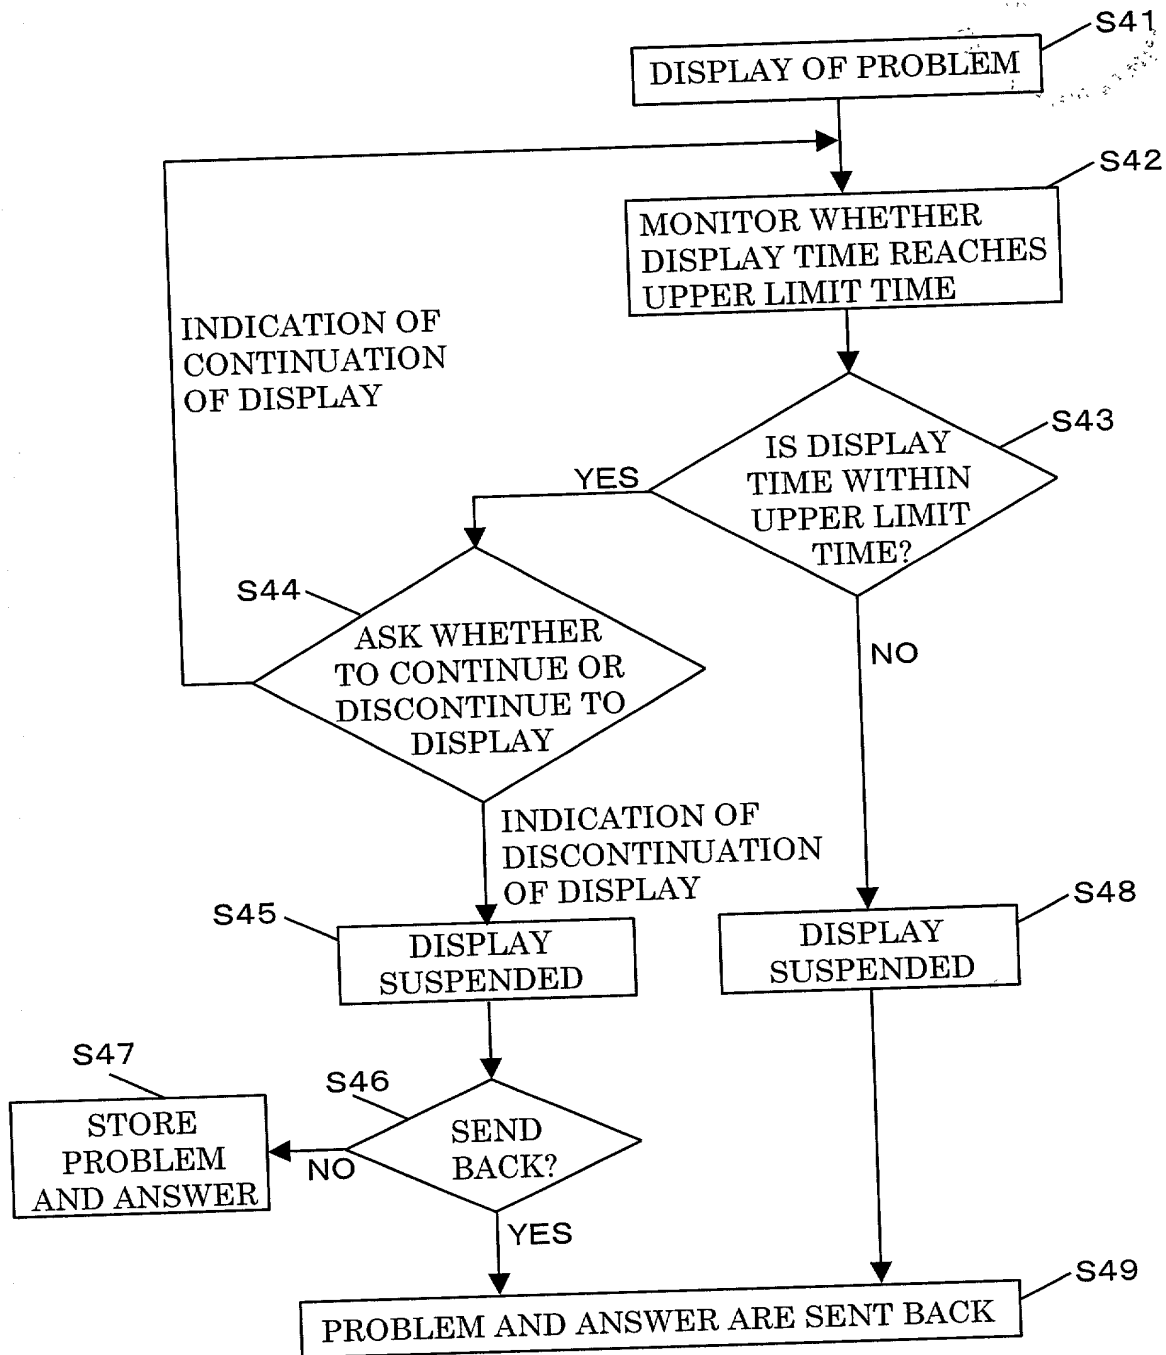 S41
DISPLAY OF PROBLEM
S42
MONITOR WHETHER
DISPLAY TIME REACHES
UPPER LIMIT TIME
INDICATION OF
CONTINUATION
OF DISPLAY
S43
IS DISPLAY
TIME WITHIN
UPPER LIMIT
TIME?
YES
S44
ASK WHETHER
TO CONTINUE OR
DISCONTINUE TO
DISPLAY
NO
INDICATION OF
DISCONTINUATION
OF DISPLAY
S45
DISPLAY
SUSPENDED
S48
DISPLAY
SUSPENDED
S47
STORE
PROBLEM
AND ANSWER
S46
SEND
BACK?
NO
YES
S49
PROBLEM AND ANSWER ARE SENT BACK